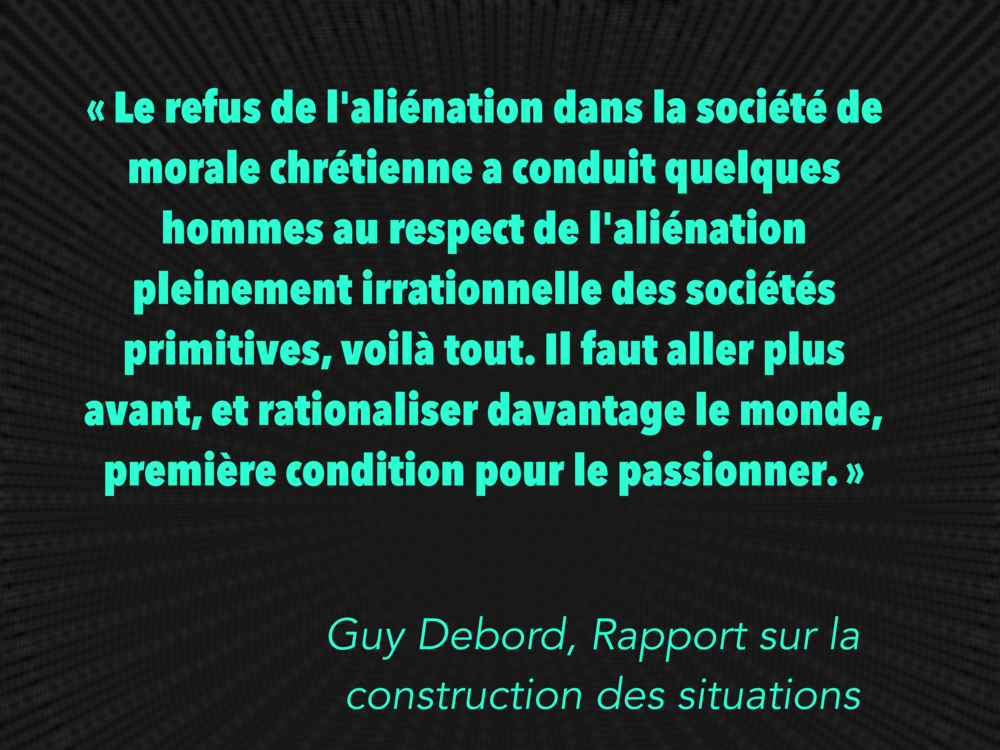 « Le refus de l'aliénation dans la société de
morale chrétienne a conduit quelques
hommes au respect de l'aliénation
pleinement irrationnelle des sociétés
primitives, voilà tout. Il faut aller plus
avant, et rationaliser davantage le monde,
première condition pour le passionner. »
Guy Debord, Rapport sur la
construction des situations